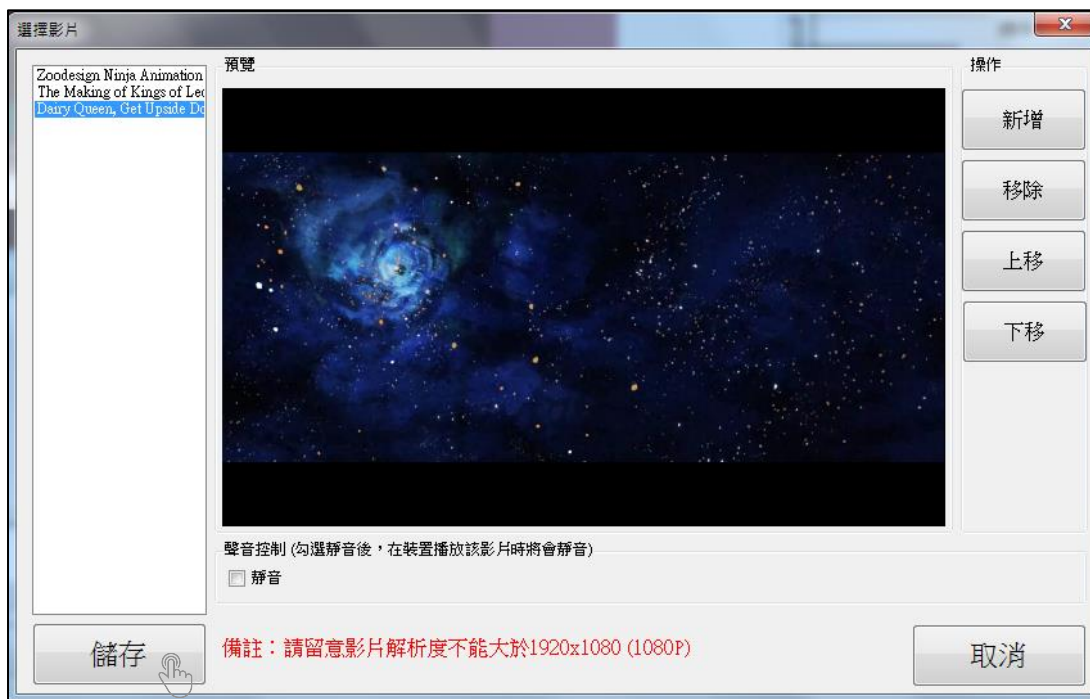 選擇影片
Zoodesign Ninja Animation
The Making of Kings of Leo
Dairy Queen, Get Upside Do
預覽
操作
新增
移除
上移
下移
聲音控制 (勾選靜音後，在裝置播放該影片時將會靜音)
靜音
儲存
備註：請留意影片解析度不能大於1920x1080 (1080P)
取消